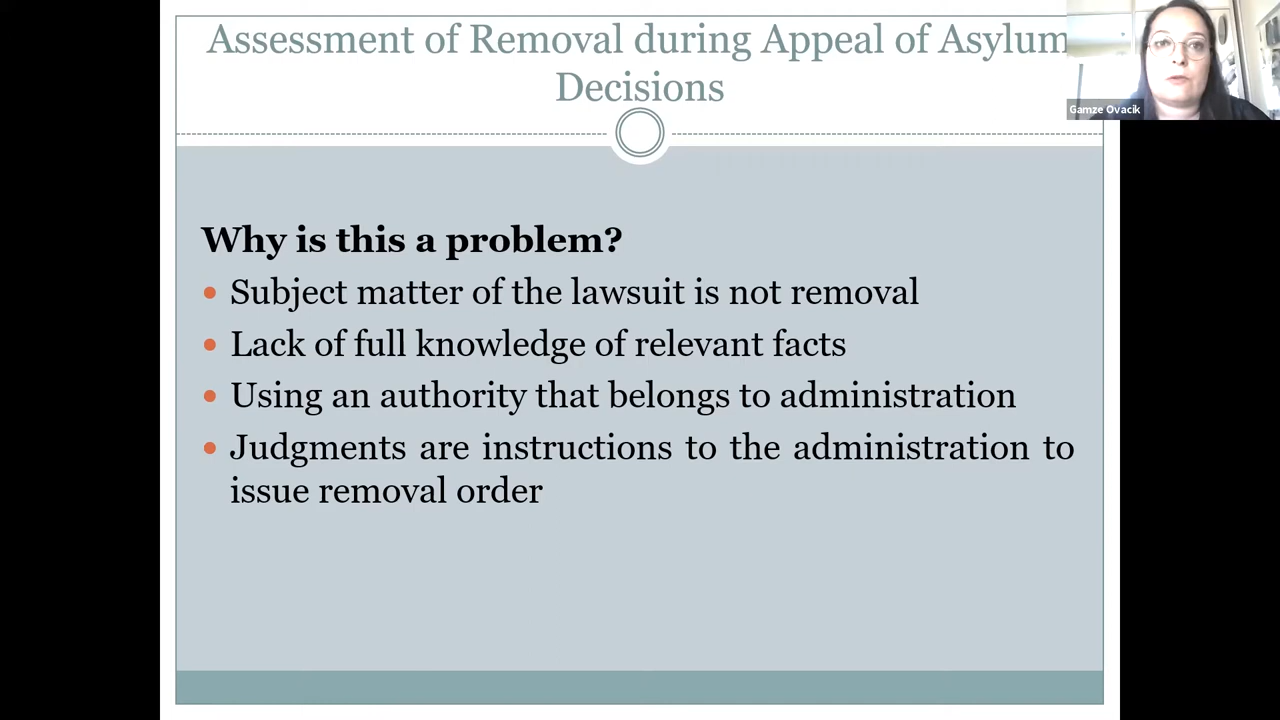 Assessment of Removal during Appeal of Asylum
Decisions
Gamze Ovacik
Why is this a problem?
Subject matter of the lawsuit is not removal
Lack of full knowledge of relevant facts
Using an authority that belongs to administration
Judgments are instructions to the administration to
issue removal order